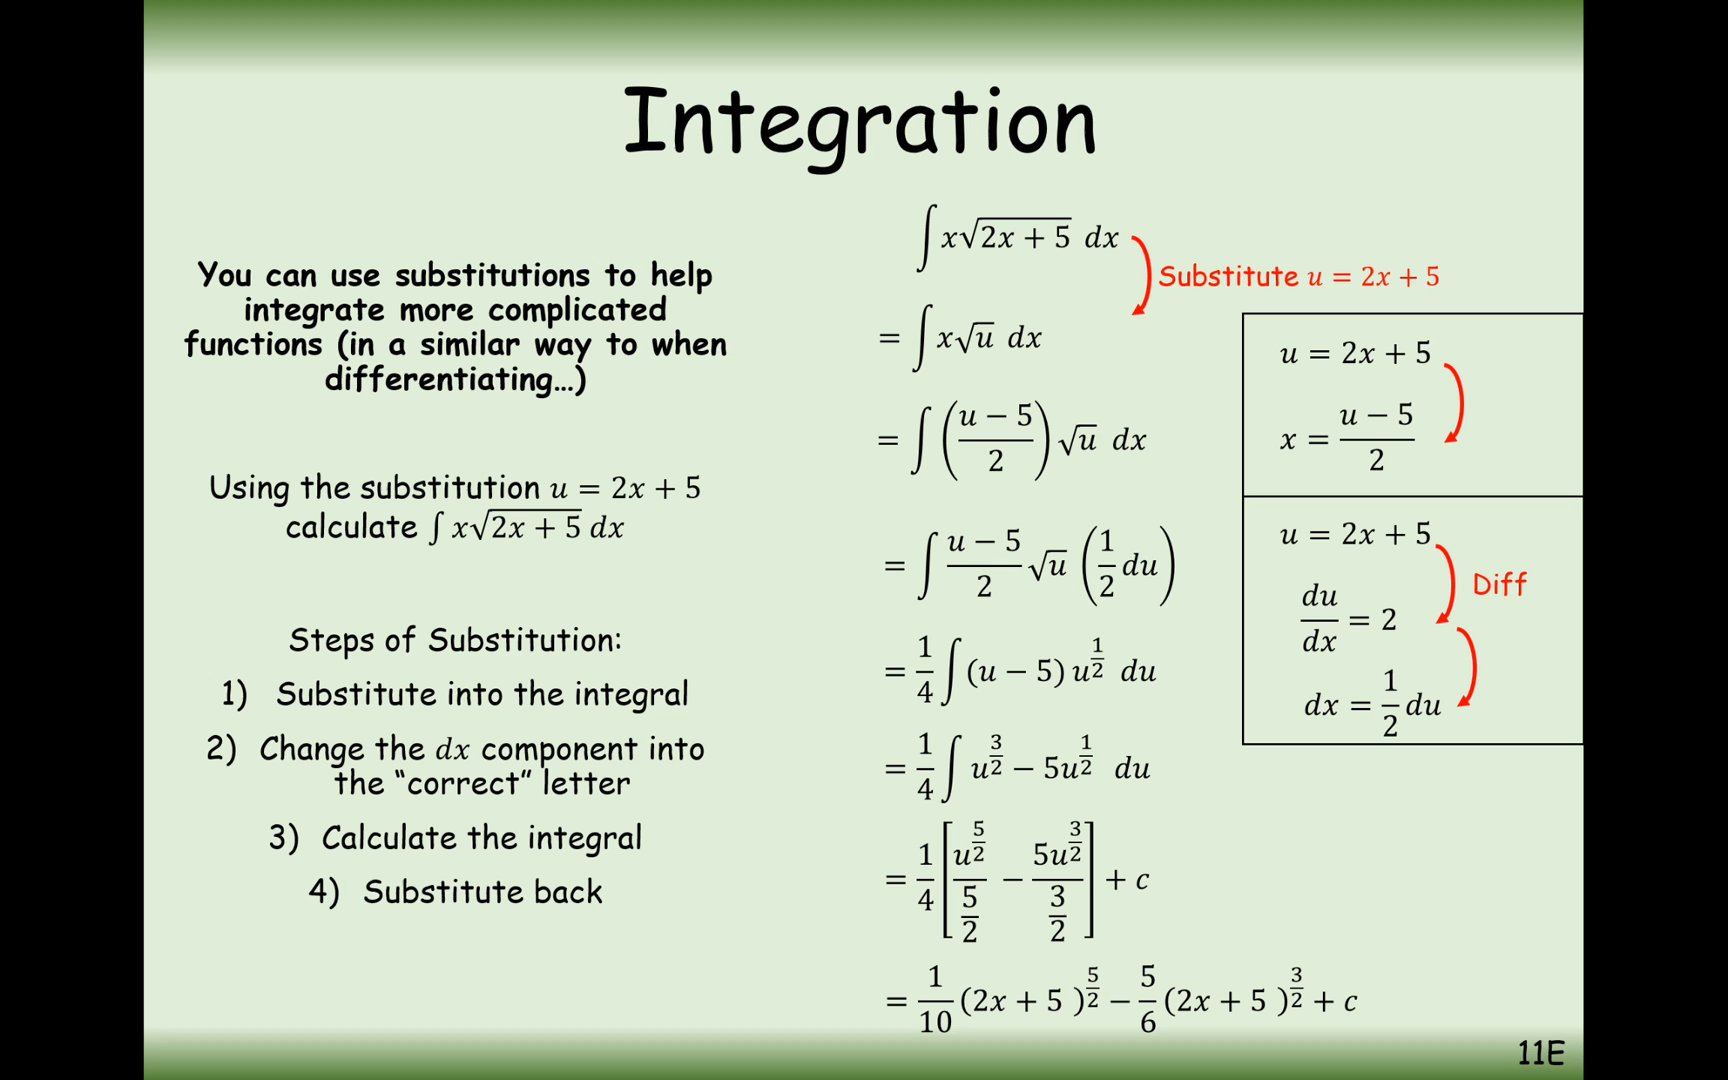 Integration
You can use substitutions to help
integrate more complicated
functions (in a similar way to when
differentiating…)
Using the substitution u = 2x + 5
calculate ∫ x√(2x + 5) dx
Steps of Substitution:
1) Substitute into the integral
2) Change the dx component into
the “correct” letter
3) Calculate the integral
4) Substitute back
∫ x√(2x + 5) dx
Substitute u = 2x + 5
= ∫ x√u dx
= ∫ ((u − 5)/2) √u dx
= ∫ (u − 5)/2 √u (1/2 du)
= 1/4 ∫ (u − 5) u^(1/2) du
= 1/4 ∫ u^(3/2) − 5u^(1/2) du
= 1/4 [u^(5/2)/(5/2) − 5u^(3/2)/(3/2)] + c
= 1/10 (2x + 5 )^(5/2) − 5/6 (2x + 5 )^(3/2) + c
u = 2x + 5
x = (u − 5)/2
u = 2x + 5
Diff
du/dx = 2
dx = 1/2 du
11E